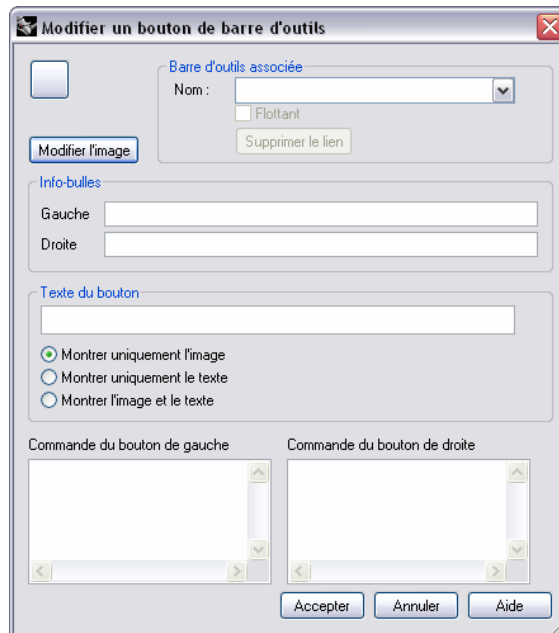 Modifier un bouton de barre d'outils
Barre d'outils associée
Nom :
Flottant
Supprimer le lien
Modifier l'image
Info-bulles
Gauche
Droite
Texte du bouton
Montrer uniquement l'image
Montrer uniquement le texte
Montrer l'image et le texte
Commande du bouton de gauche
Commande du bouton de droite
Accepter
Annuler
Aide